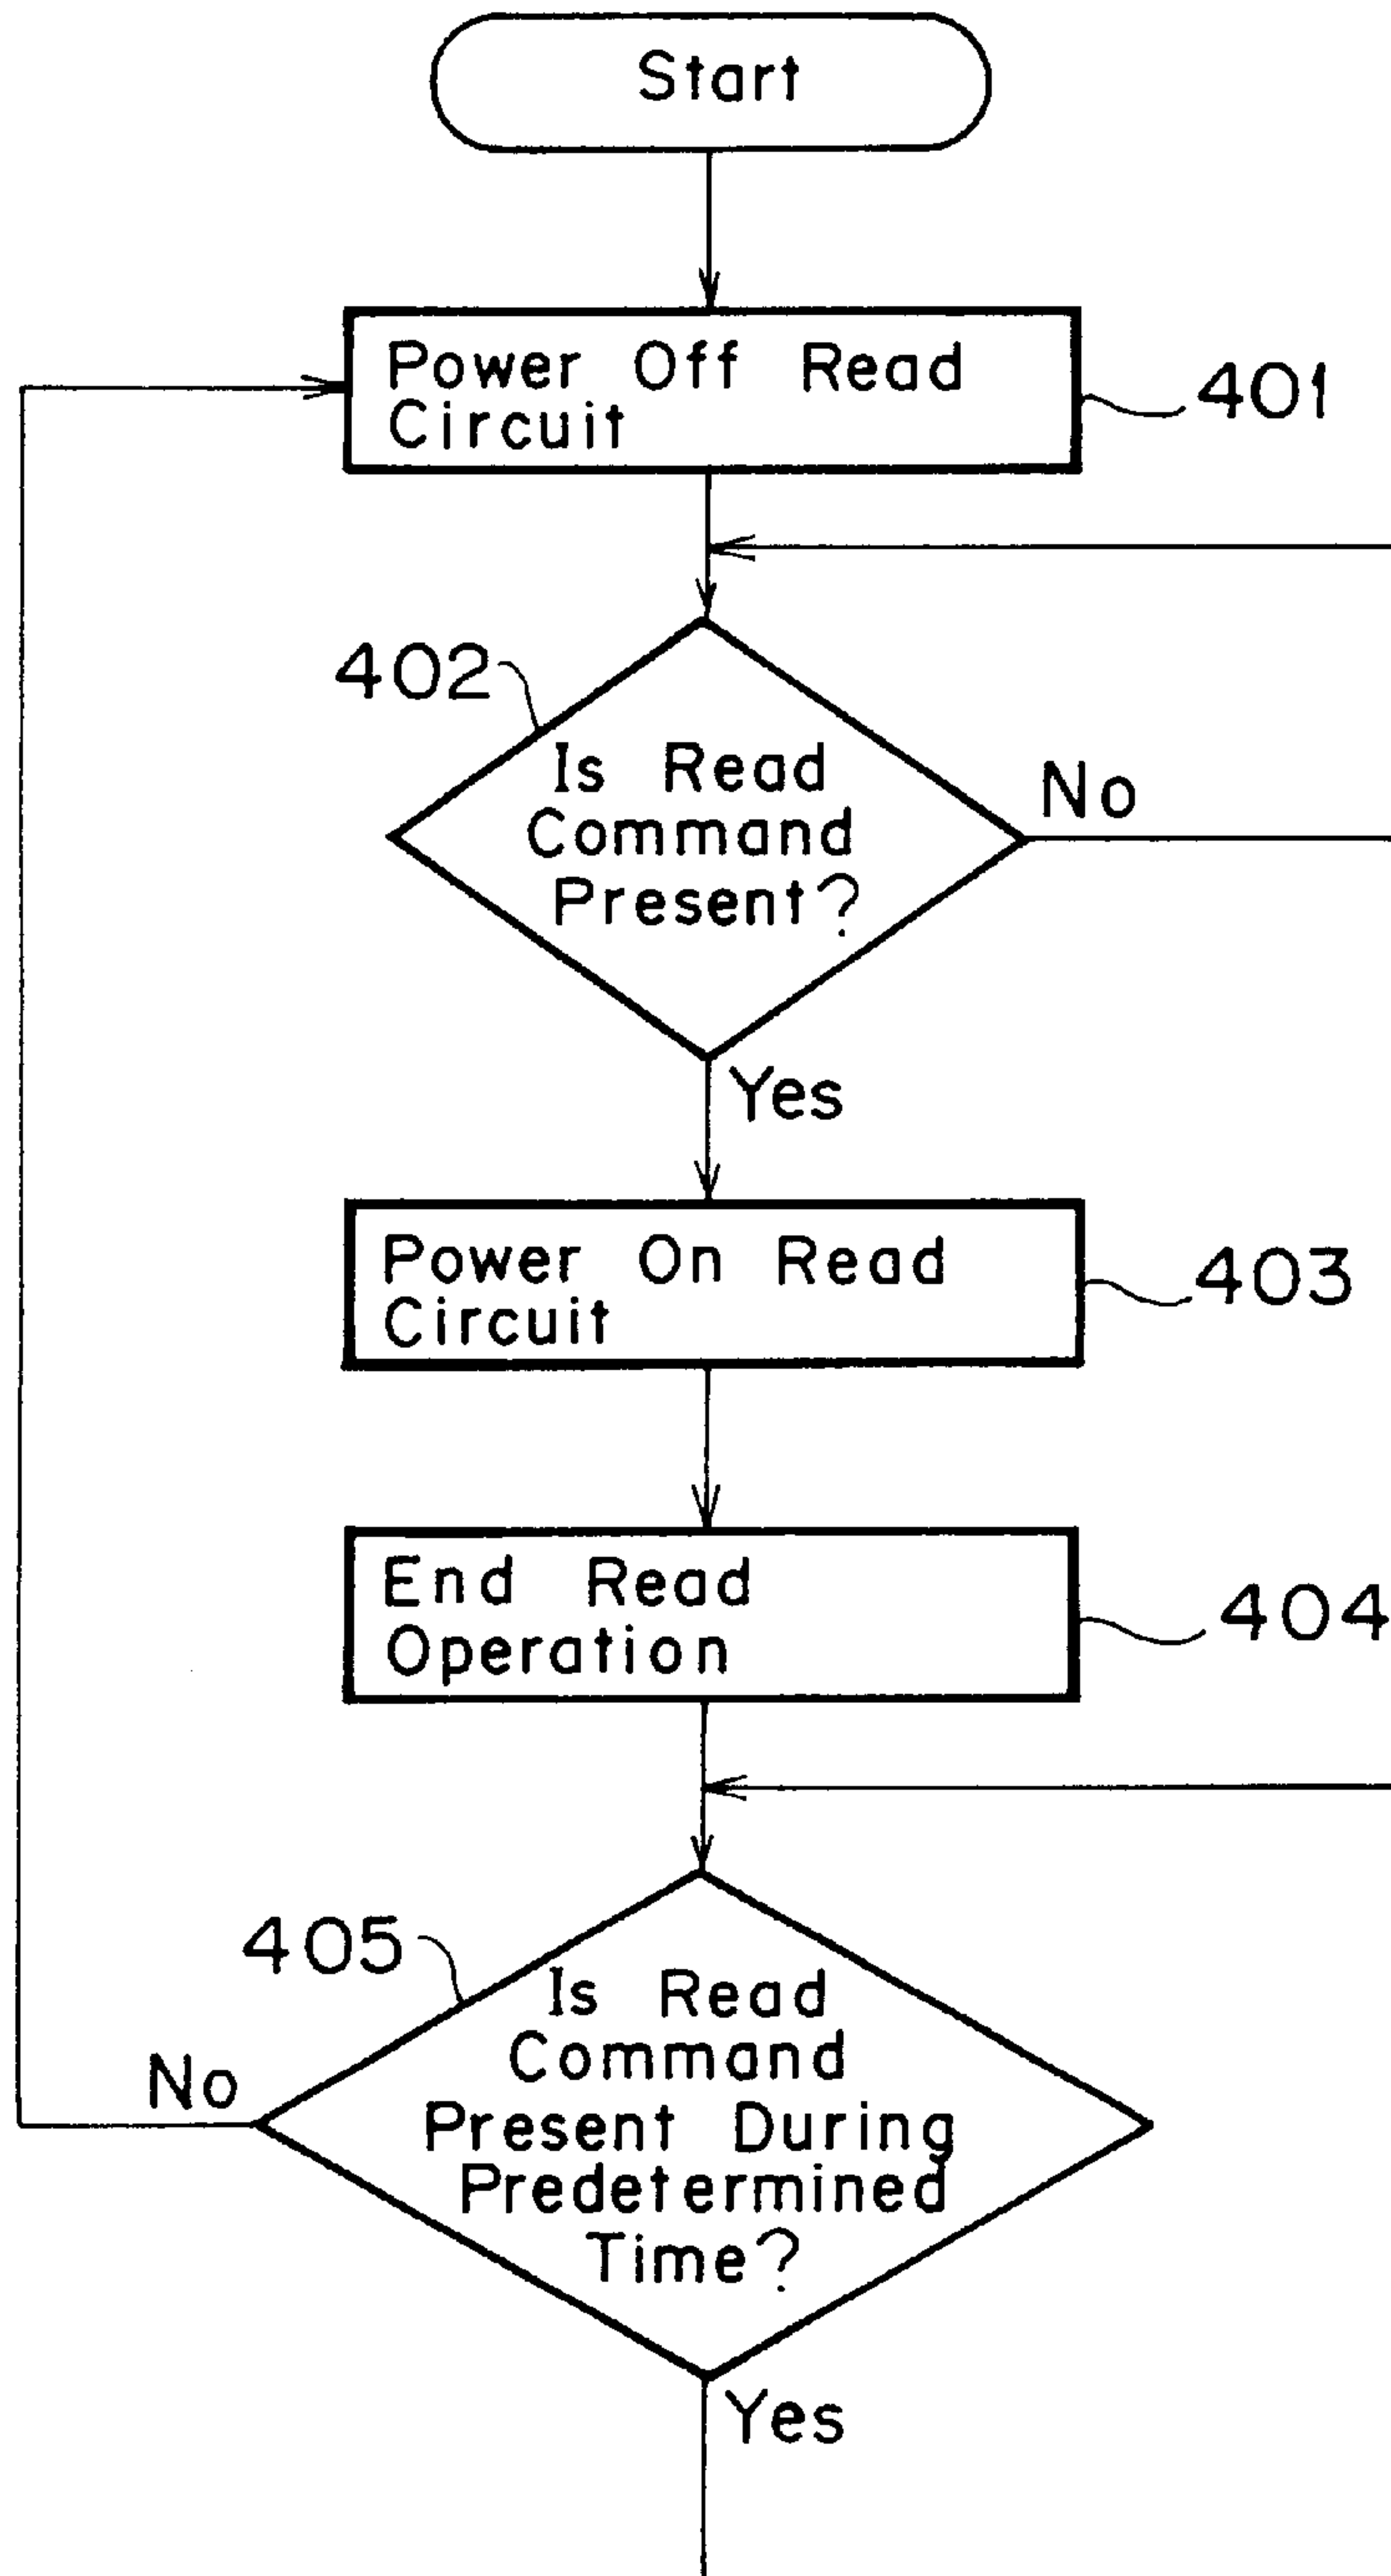 Start
Power Off Read
Circuit
401
402
Is Read
Command
Present?
No
Yes
Power On Read
Circuit
403
End Read
Operation
404
405
Is Read
Command
Present During
Predetermined
Time?
No
Yes